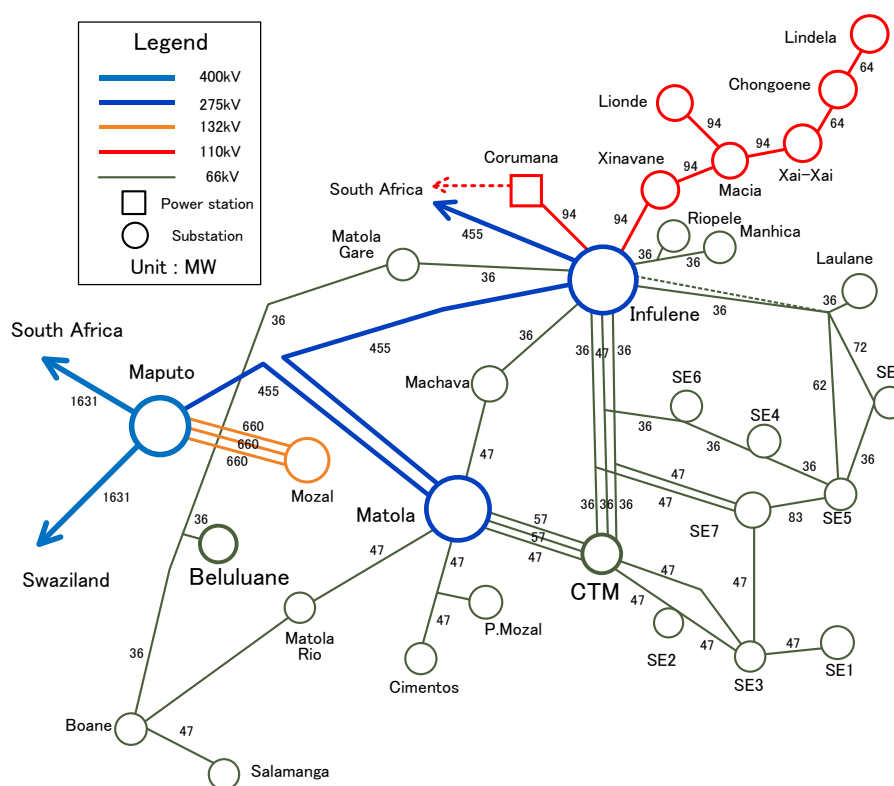 Legend
400kV
275kV
132kV
110kV
66kV
Power station
Substation
Unit : MW
Lindela
64
Chongoene
64
Lionde
94
94
Xai-Xai
Xinavane
94
Macia
Corumana
94
94
South Africa
455
Riopele
36
Manhica
36
Matola
Gare
36
Laulane
36
36
Infulene
36
455
South Africa
1631
Maputo
455
36
Machava
36
47
36
72
62
SE
SE6
36
SE4
36
36
36
SE5
660
660
660
Mozal
1631
Swaziland
47
Matola
47
47
SE7
83
36
36
36
57
57
47
CTM
36
Beluluane
47
47
47
P.Mozal
Cimentos
Matola
Rio
47
47
47
SE2
47
SE3
47
SE1
36
Boane
47
Salamanga